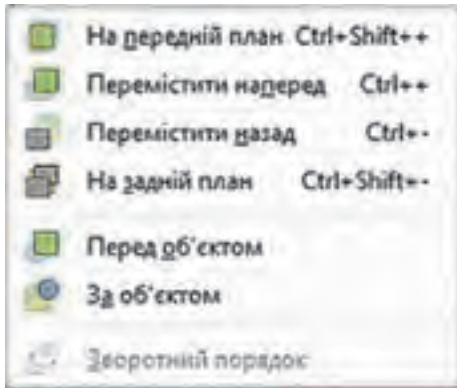 На передній план Ctrl+Shift++
Перемістити наперед Ctrl++
Перемістити назад Ctrl+-
На задній план Ctrl+Shift+-
Перед об'єктом
За об'єктом
Зворотний порядок